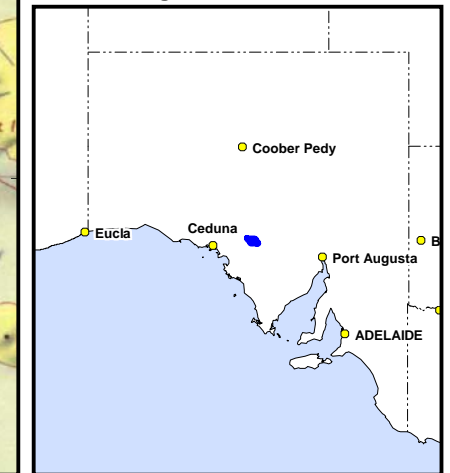 Coober Pedy
Ceduna
Eucla
B
Port Augusta
ADELAIDE